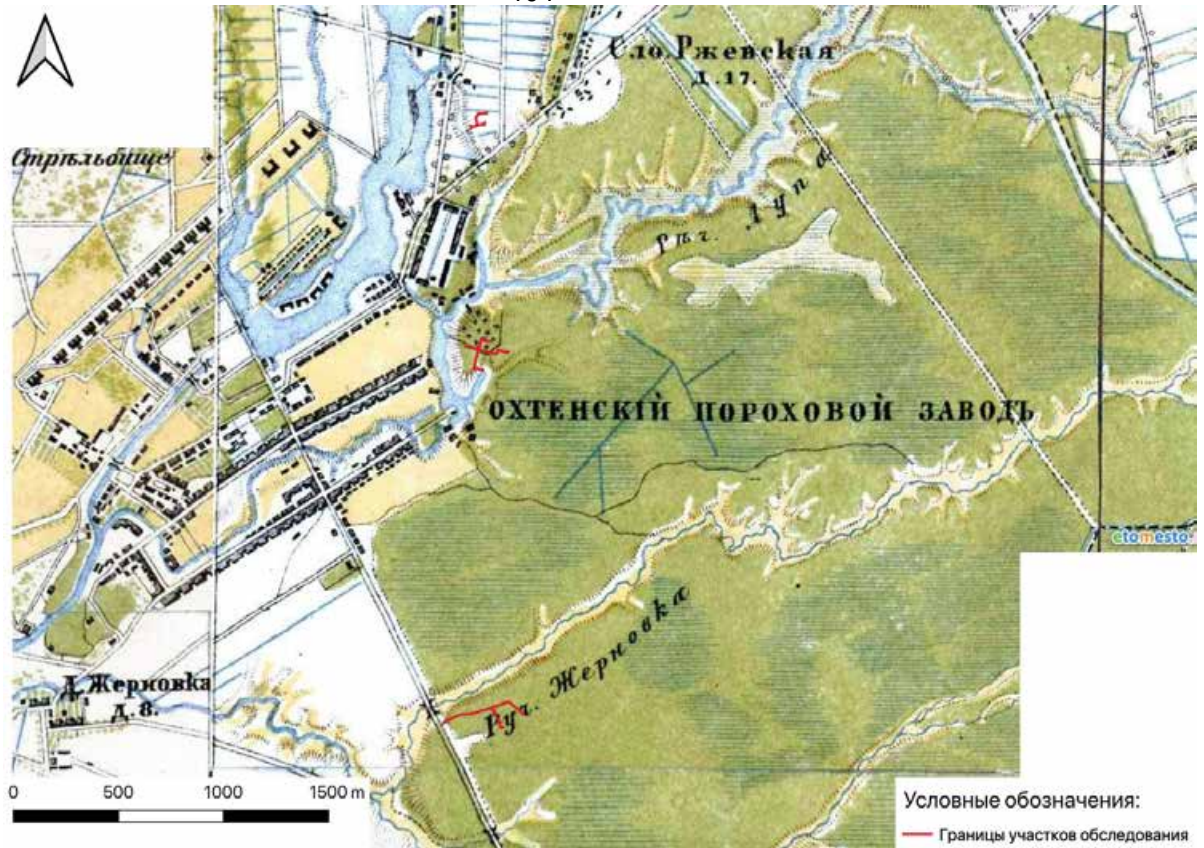 Сло. Ржевская
д. 17.
Стрѣльбище
Рѣч. Лупа
ОХТЕНСКІЙ ПОРОХОВОЙ ЗАВОДЪ
etomesto.
Руч. Жерновка
Д. Жерновка
д. 8.
0 500 1000 1500 m
Условные обозначения:
Границы участков обследования